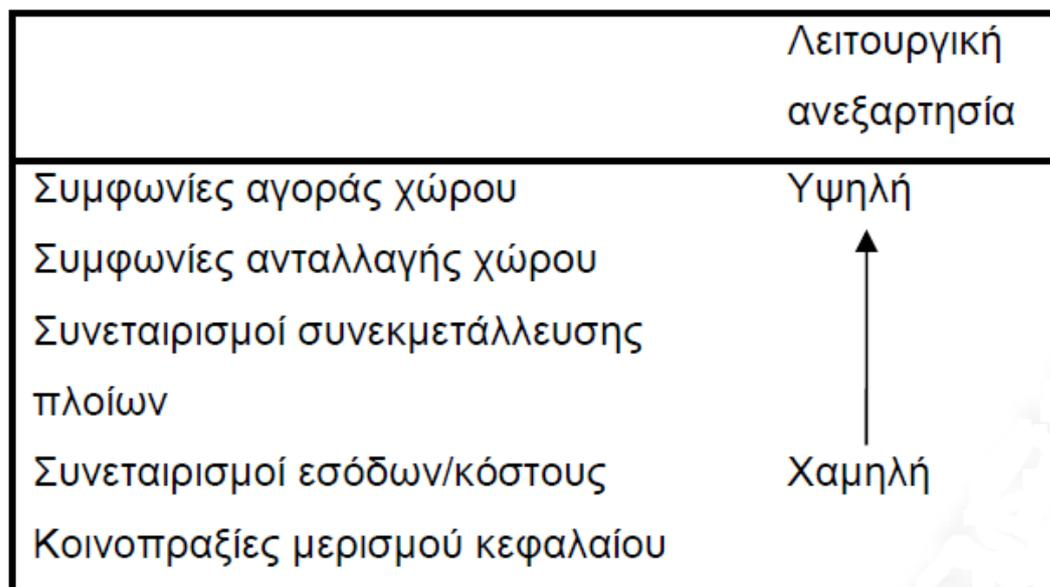 Λειτουργική
ανεξαρτησία
Συμφωνίες αγοράς χώρου Υψηλή
Συμφωνίες ανταλλαγής χώρου
Συνεταιρισμοί συνεκμετάλλευσης
πλοίων
Συνεταιρισμοί εσόδων/κόστους Χαμηλή
Κοινοπραξίες μερισμού κεφαλαίου